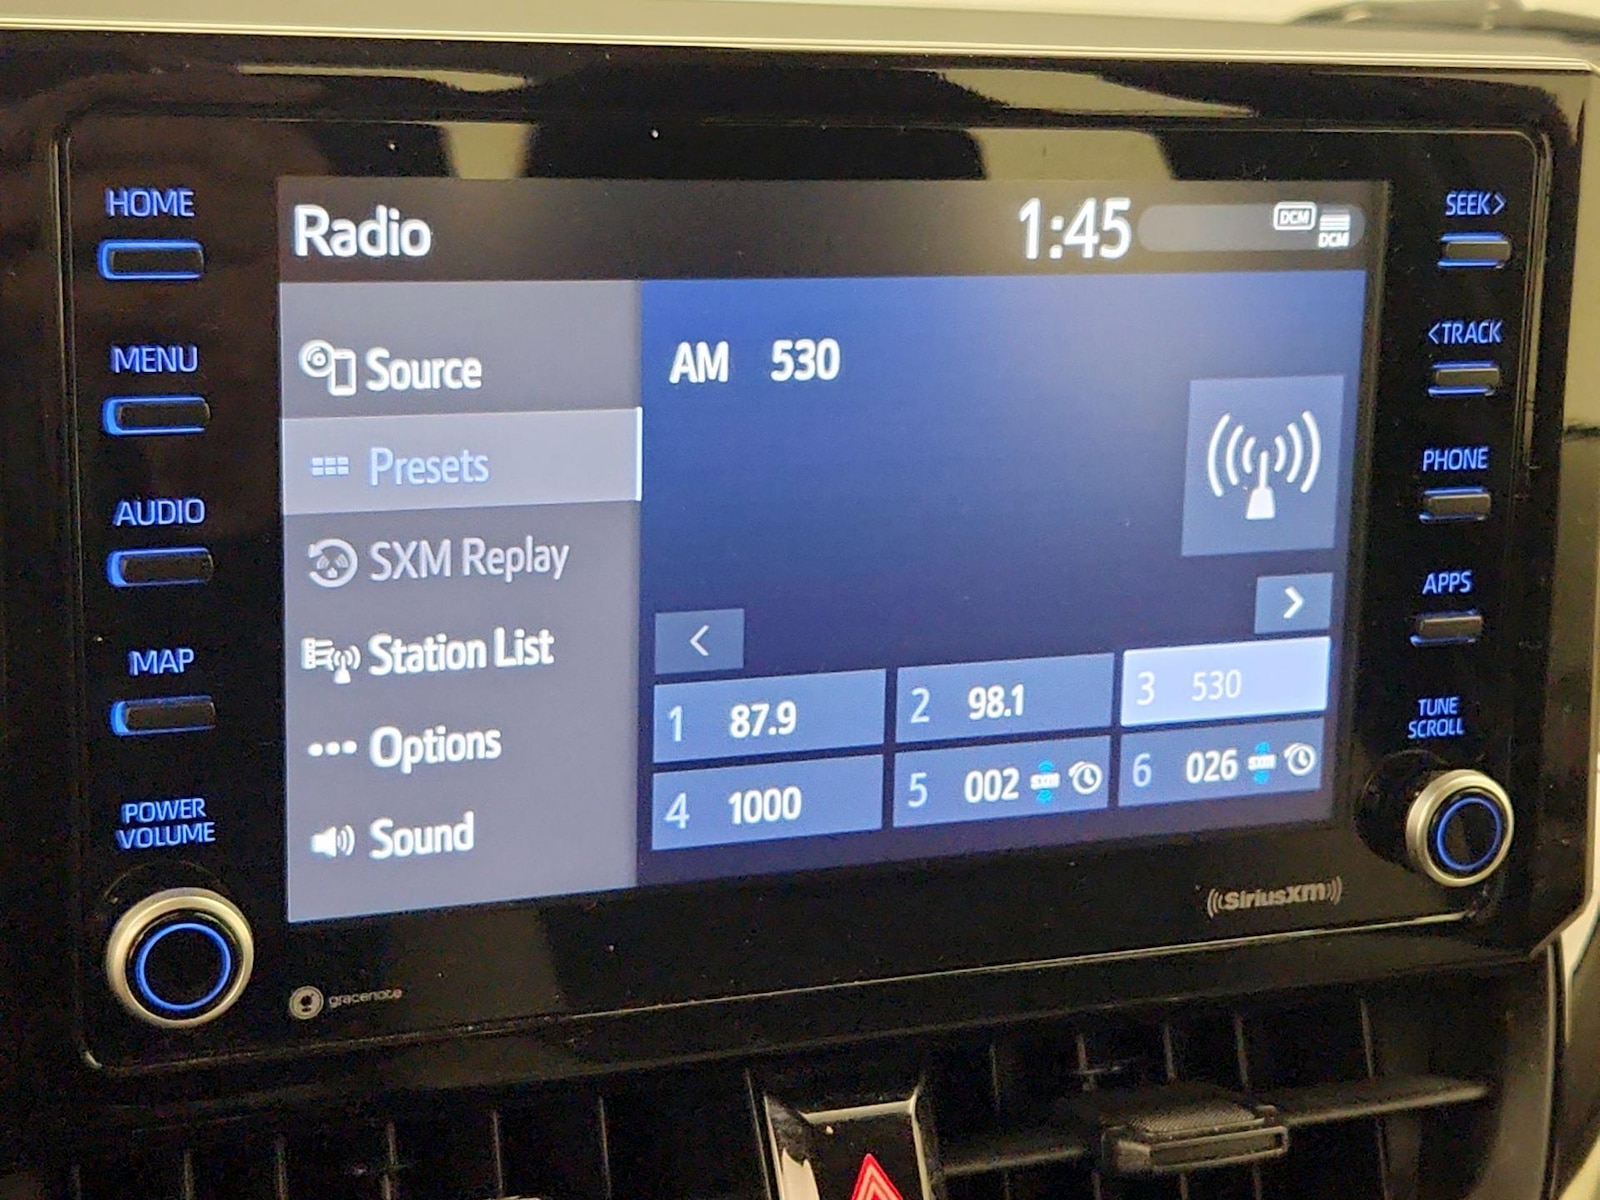 HOME
MENU
AUDIO
MAP
POWER
VOLUME
Radio
1:45
DCM
DCM
Source
Presets
SXM Replay
Station List
Options
Sound
AM 530
<
>
1 87.9
2 98.1
3 530
4 1000
5 002 SXM
6 026 SXM
SEEK>
<TRACK
PHONE
APPS
TUNE
SCROLL
gracenote
((SiriusXM))